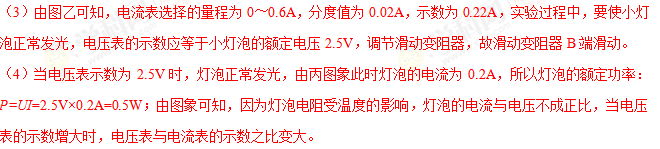 （3）由图乙可知，电流表选择的量程为 0～0.6A，分度值为 0.02A，示数为 0.22A，实验过程中，要使小灯
泡正常发光，电压表的示数应等于小灯泡的额定电压 2.5V，调节滑动变阻器，故滑动变阻器 B 端滑动。
（4）当电压表示数为 2.5V 时，灯泡正常发光，由丙图象此时灯泡的电流为 0.2A，所以灯泡的额定功率：
P=UI=2.5V×0.2A=0.5W；由图象可知，因为灯泡电阻受温度的影响，灯泡的电流与电压不成正比，当电压
表的示数增大时，电压表与电流表的示数之比变大。